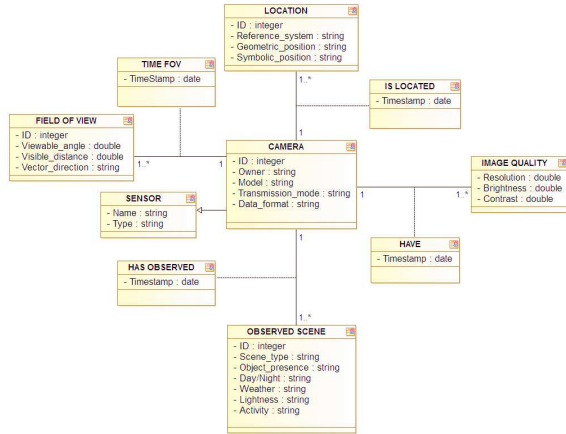 LOCATION
- ID : integer
- Reference_system : string
- Geometric_position : string
- Symbolic_position : string
TIME FOV
- TimeStamp : date
1..*
IS LOCATED
- Timestamp : date
FIELD OF VIEW
- ID : integer
- Viewable_angle : double
- Visible_distance : double
- Vector_direction : string
1..*
1
1
CAMERA
- ID : integer
- Owner : string
- Model : string
- Transmission_mode : string
- Data_format : string
1
1..*
IMAGE QUALITY
- Resolution : double
- Brightness : double
- Contrast : double
SENSOR
- Name : string
- Type : string
1
HAVE
- Timestamp : date
HAS OBSERVED
- Timestamp : date
1..*
OBSERVED SCENE
- ID : integer
- Scene_type : string
- Object_presence : string
- Day/Night : string
- Weather : string
- Lightness : string
- Activity : string